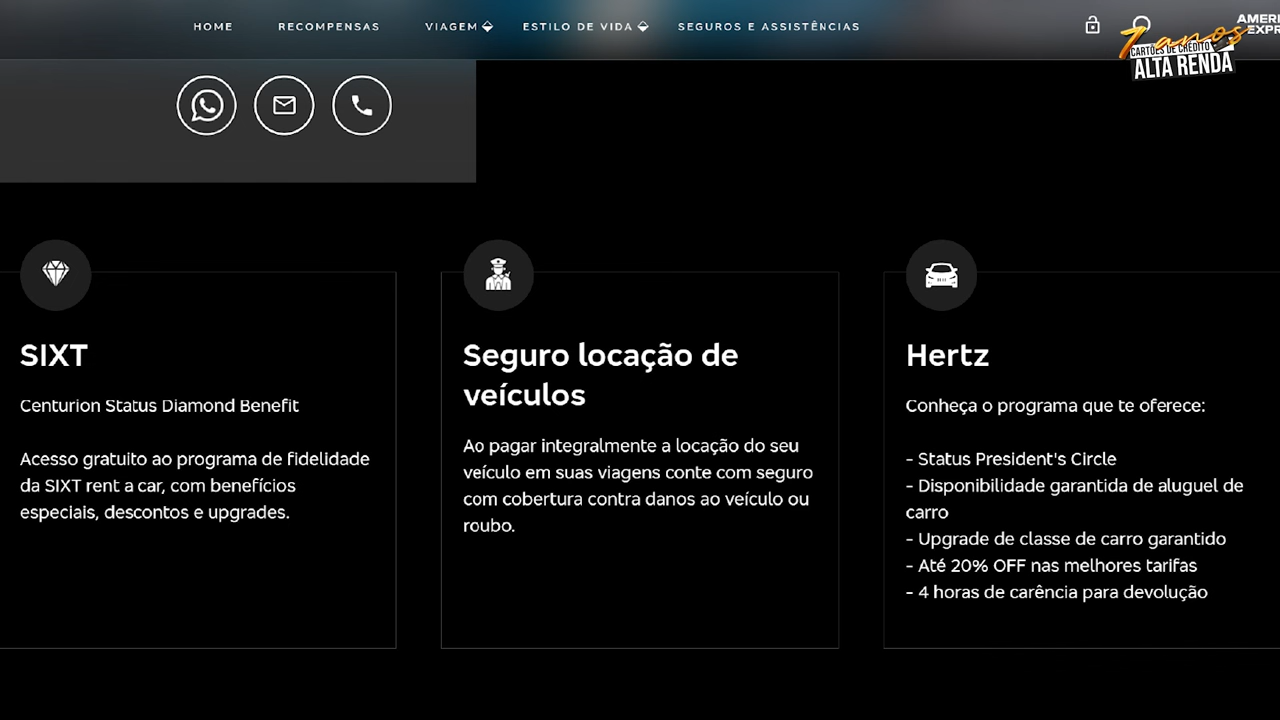 HOME
RECOMPENSAS
VIAGEM
ESTILO DE VIDA
SEGUROS E ASSISTÊNCIAS
7 anos
CARTÕES DE CRÉDITO
ALTA RENDA
SIXT
Centurion Status Diamond Benefit
Acesso gratuito ao programa de fidelidade
da SIXT rent a car, com benefícios
especiais, descontos e upgrades.
Seguro locação de
veículos
Ao pagar integralmente a locação do seu
veículo em suas viagens conte com seguro
com cobertura contra danos ao veículo ou
roubo.
Hertz
Conheça o programa que te oferece:
- Status President's Circle
- Disponibilidade garantida de aluguel de
carro
- Upgrade de classe de carro garantido
- Até 20% OFF nas melhores tarifas
- 4 horas de carência para devolução